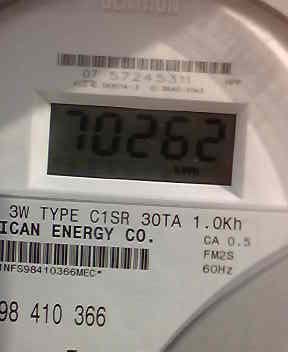 07 57245311
70262
3W TYPE C1SR 30TA 1.0Kh
ICAN ENERGY CO.
CA 0.5
FM2S
60Hz
1NFS98410366MEC*
98 410 366